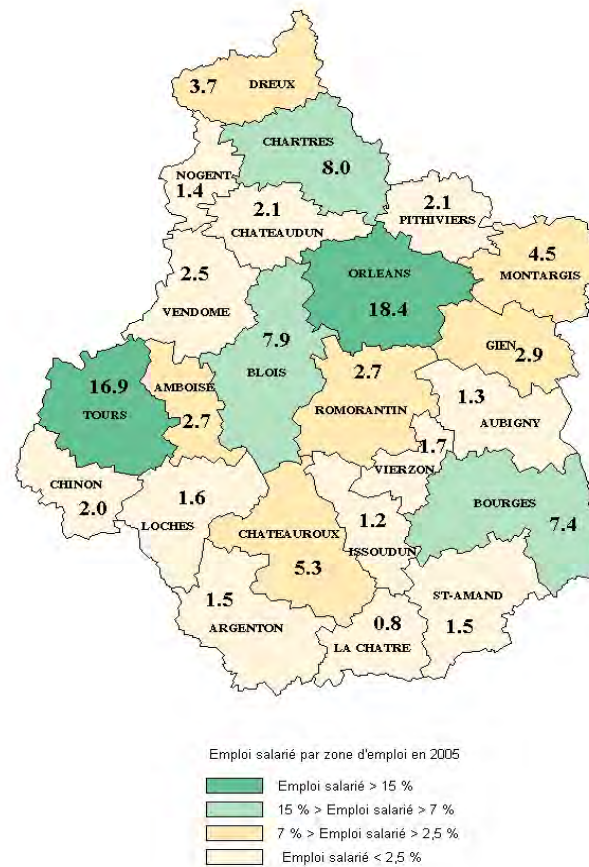 3.7 DREUX
CHARTRES
8.0
NOGENT
1.4
2.1
CHATEAUDUN
2.1
PITHIVIERS
4.5
MONTARGIS
ORLEANS
18.4
2.5
VENDOME
7.9
BLOIS
GIEN 2.9
16.9
TOURS
AMBOISE
2.7
2.7
ROMORANTIN
1.3
AUBIGNY
1.7
VIERZON
CHINON
2.0
1.6
LOCHES
BOURGES
7.4
CHATEAUROUX
5.3
1.2
ISSOUDUN
1.5
ARGENTON
0.8
LA CHATRE
ST-AMAND
1.5
Emploi salarié par zone d'emploi en 2005
Emploi salarié > 15 %
15 % > Emploi salarié > 7 %
7 % > Emploi salarié > 2,5 %
Emploi salarié < 2,5 %